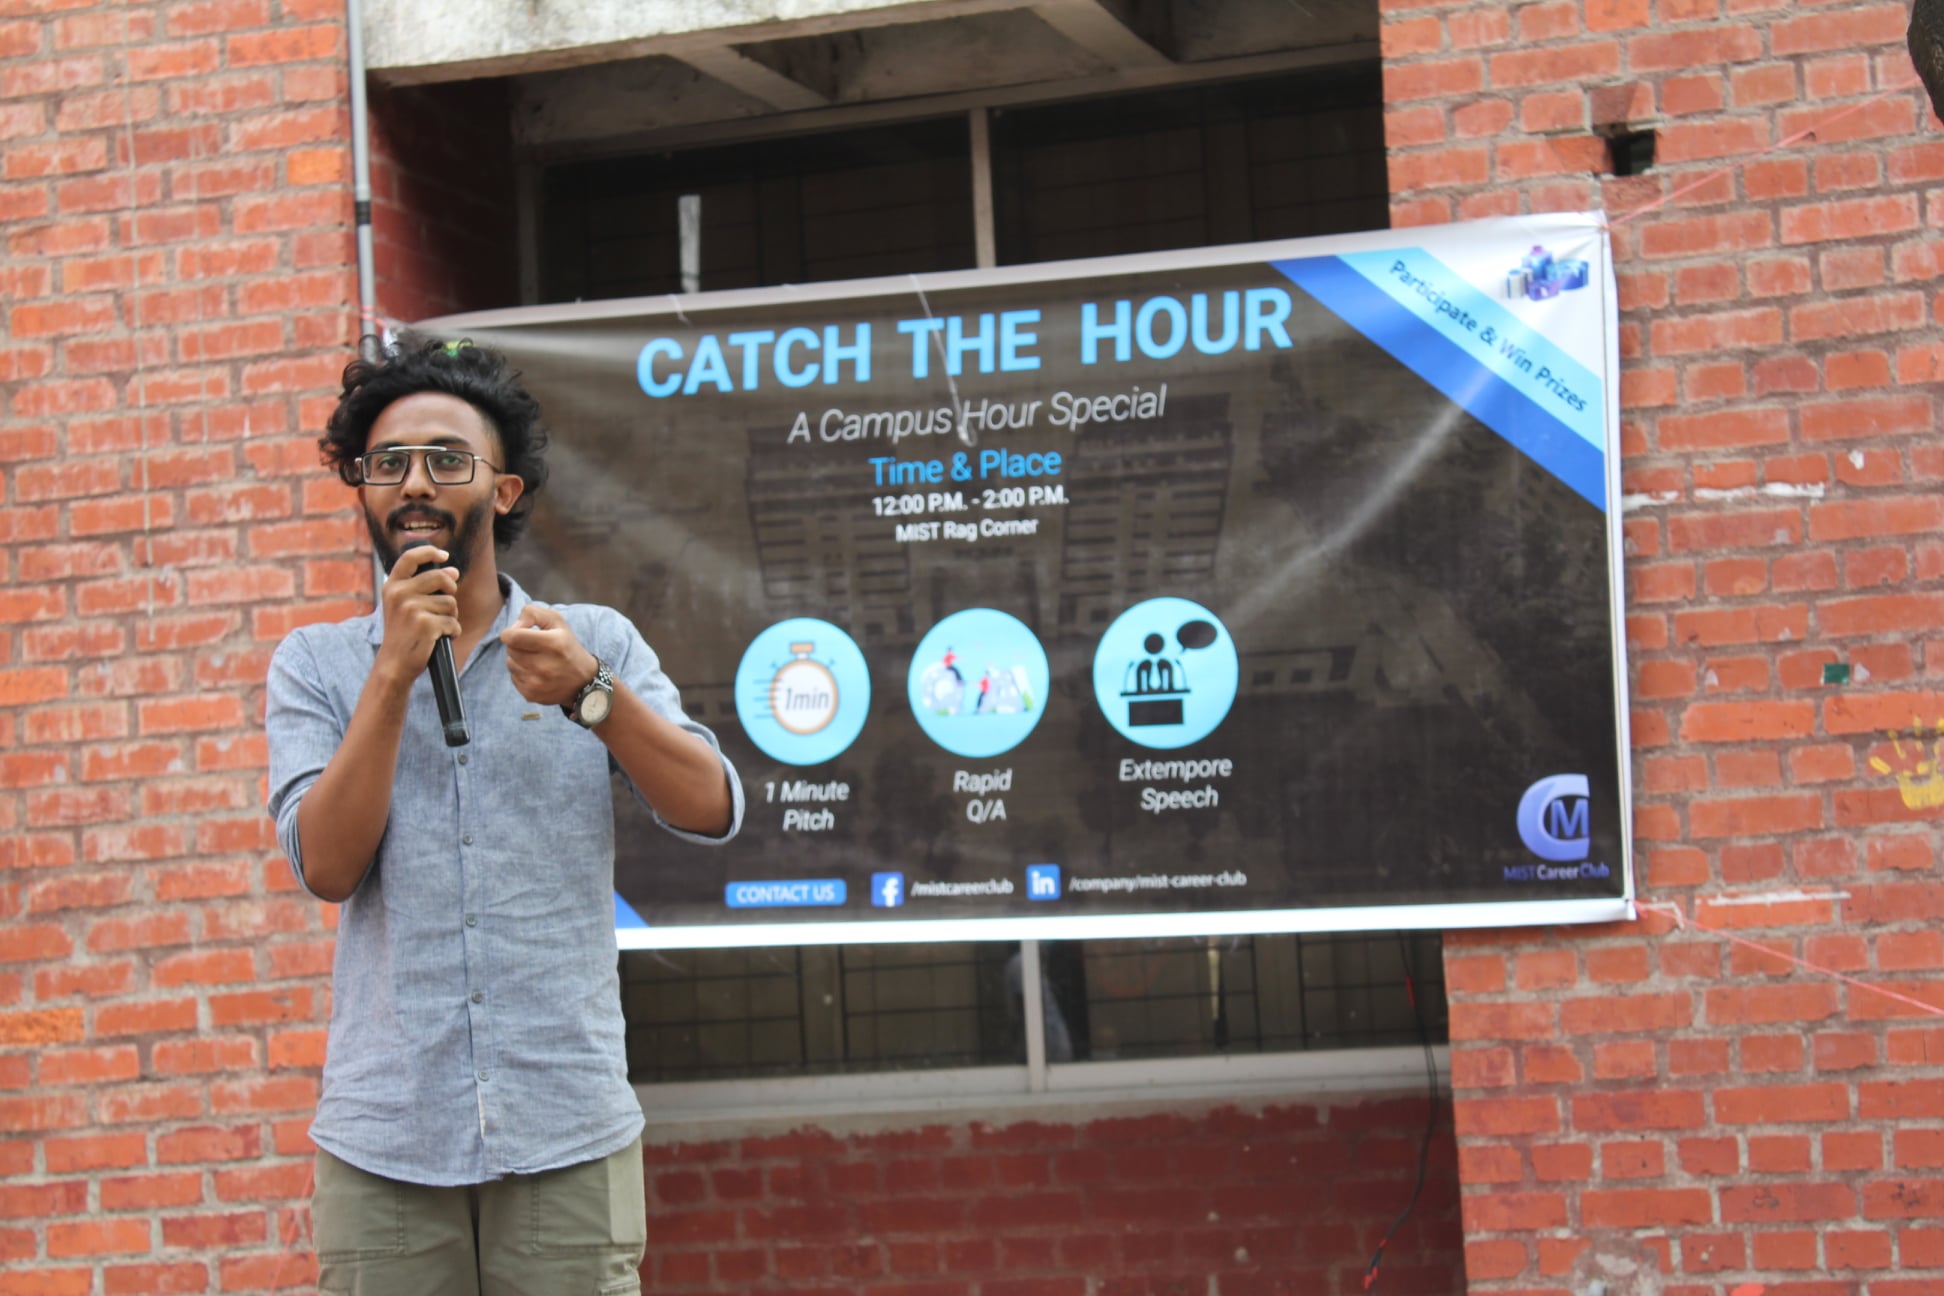 CATCH THE HOUR
Participate & Win Prizes
A Campus Hour Special
Time & Place
12:00 P.M. - 2:00 P.M.
MIST Rag Corner
1min
1 Minute
Pitch
Rapid
Q/A
Extempore
Speech
CM
MIST Career Club
CONTACT US
f /mistcareerclub in /company/mist-career-club